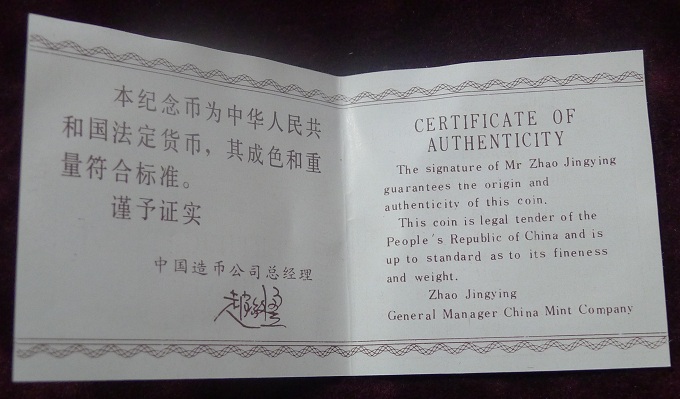 本纪念币为中华人民共
和国法定货币，其成色和重
量符合标准。
谨予证实
中国造币公司总经理
CERTIFICATE OF
AUTHENTICITY
The signature of Mr Zhao Jingying
guarantees the origin and
authenticity of this coin.
This coin is legal tender of the
People's Republic of China and is
up to standard as to its fineness
and weight.
Zhao Jingying
General Manager China Mint Company